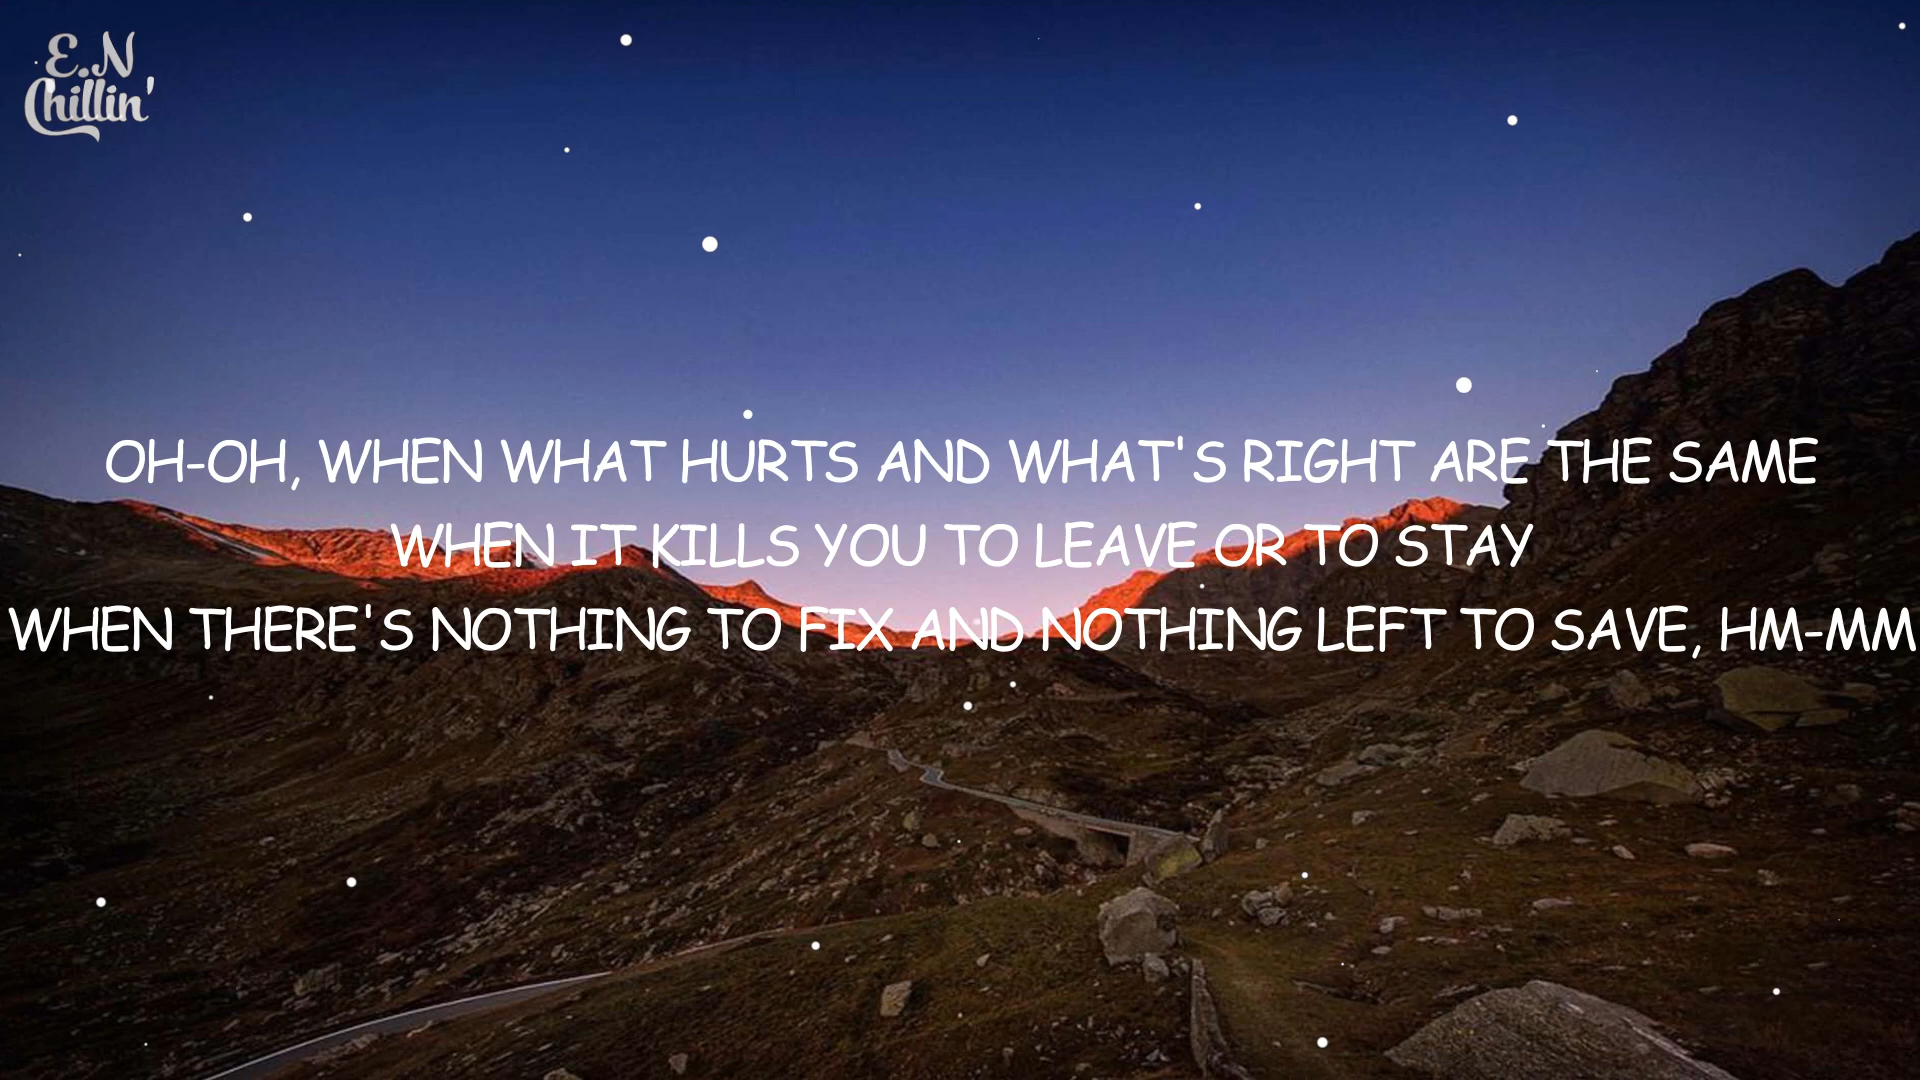 E.N
Chillin'
OH-OH, WHEN WHAT HURTS AND WHAT'S RIGHT ARE THE SAME
WHEN IT KILLS YOU TO LEAVE OR TO STAY
WHEN THERE'S NOTHING TO FIX AND NOTHING LEFT TO SAVE, HM-MM